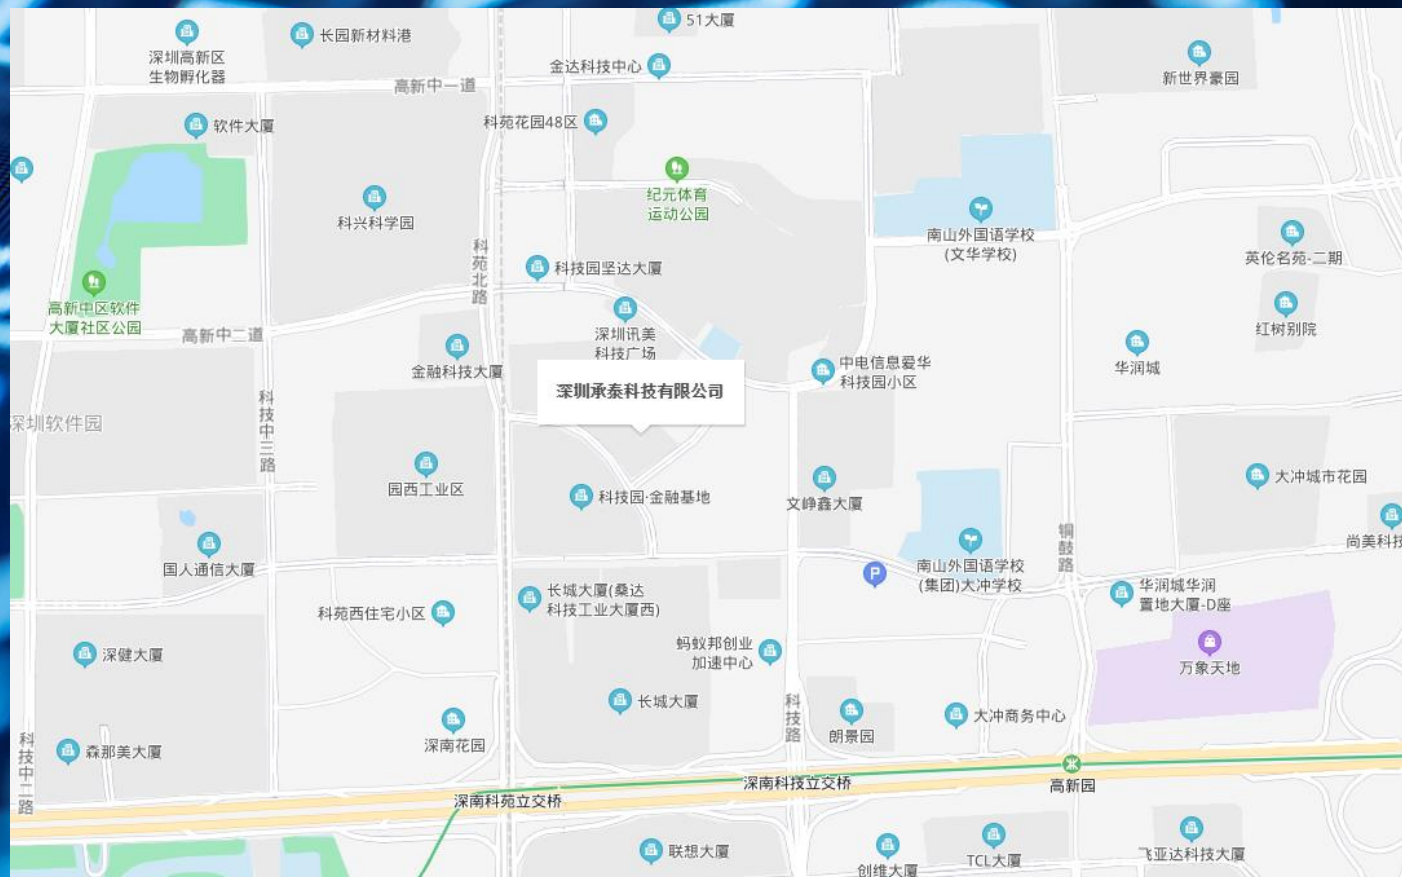 51大厦
深圳高新区
生物孵化器
长园新材料港
金达科技中心
新世界豪园
高新中一道
软件大厦
科苑花园48区
纪元体育
运动公园
科兴科学园
南山外国语学校
(文华学校)
英伦名苑-二期
科苑北路
科技园坚达大厦
高新中区软件
大厦社区公园
高新中二道
深圳讯美
科技广场
红树别院
金融科技大厦
中电信息爱华
科技园小区
华润城
深圳承泰科技有限公司
深圳软件园
科技中三路
园西工业区
科技园·金融基地
文峥鑫大厦
大冲城市花园
尚美科技
铜鼓路
国人通信大厦
南山外国语学校
(集团)大冲学校
P
长城大厦(桑达
科技工业大厦西)
华润城华润
置地大厦-D座
科苑西住宅小区
深健大厦
蚂蚁邦创业
加速中心
万象天地
长城大厦
科技路
朗景园
大冲商务中心
深南花园
科技中二路
森那美大厦
深南科苑立交桥
深南科技立交桥
高新园
联想大厦
创维大厦
TCL大厦
飞亚达科技大厦